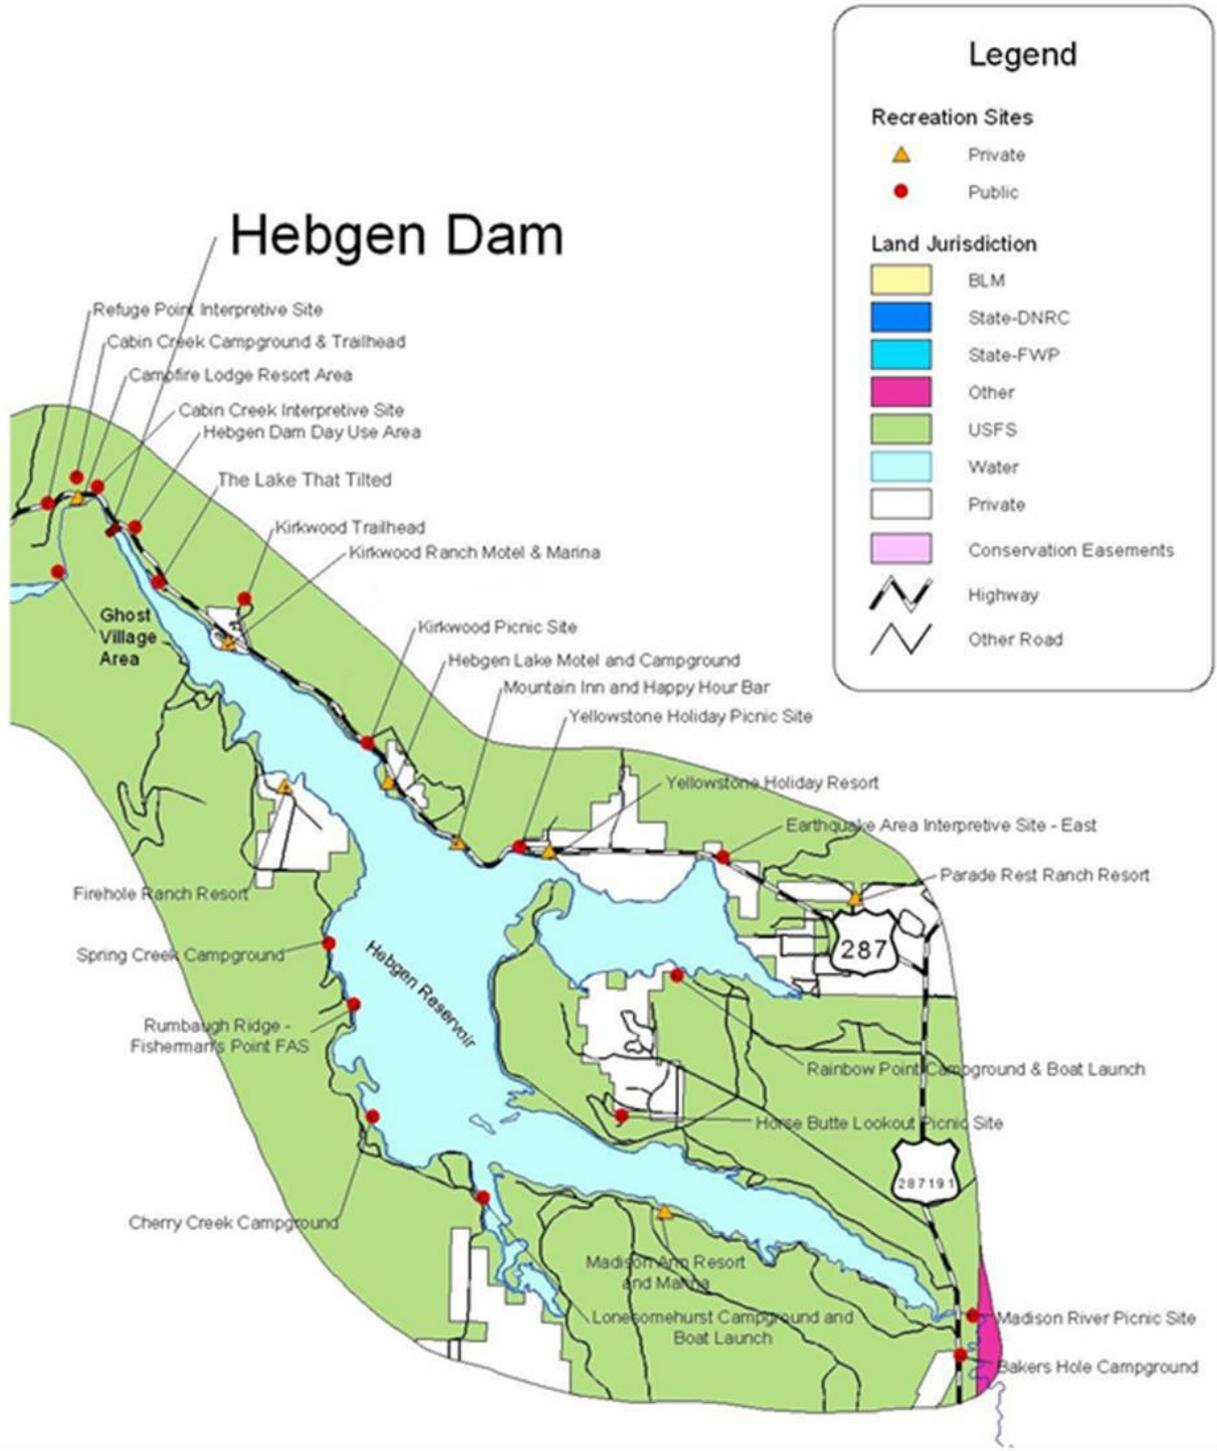 Legend
Recreation Sites
Private
Public
Land Jurisdiction
BLM
State-DNRC
State-FWP
Other
USFS
Water
Private
Conservation Easements
Highway
Other Road
Hebgen Dam
Refuge Point Interpretive Site
Cabin Creek Campground & Trailhead
Campfire Lodge Resort Area
Cabin Creek Interpretive Site
Hebgen Dam Day Use Area
The Lake That Tilted
Kirkwood Trailhead
Kirkwood Ranch Motel & Marina
Ghost
Village
Area
Kirkwood Picnic Site
Hebgen Lake Motel and Campground
Mountain Inn and Happy Hour Bar
Yellowstone Holiday Picnic Site
Yellowstone Holiday Resort
Earthquake Area Interpretive Site - East
Parade Rest Ranch Resort
Firehole Ranch Resort
287
Spring Creek Campground
Hebgen Reservoir
Rumbaugh Ridge -
Fisherman's Point FAS
Rainbow Point Campground & Boat Launch
Horse Butte Lookout Picnic Site
287191
Cherry Creek Campground
Madison Arm Resort
and Marina
Lonesomehurst Campground and
Boat Launch
Madison River Picnic Site
Bakers Hole Campground